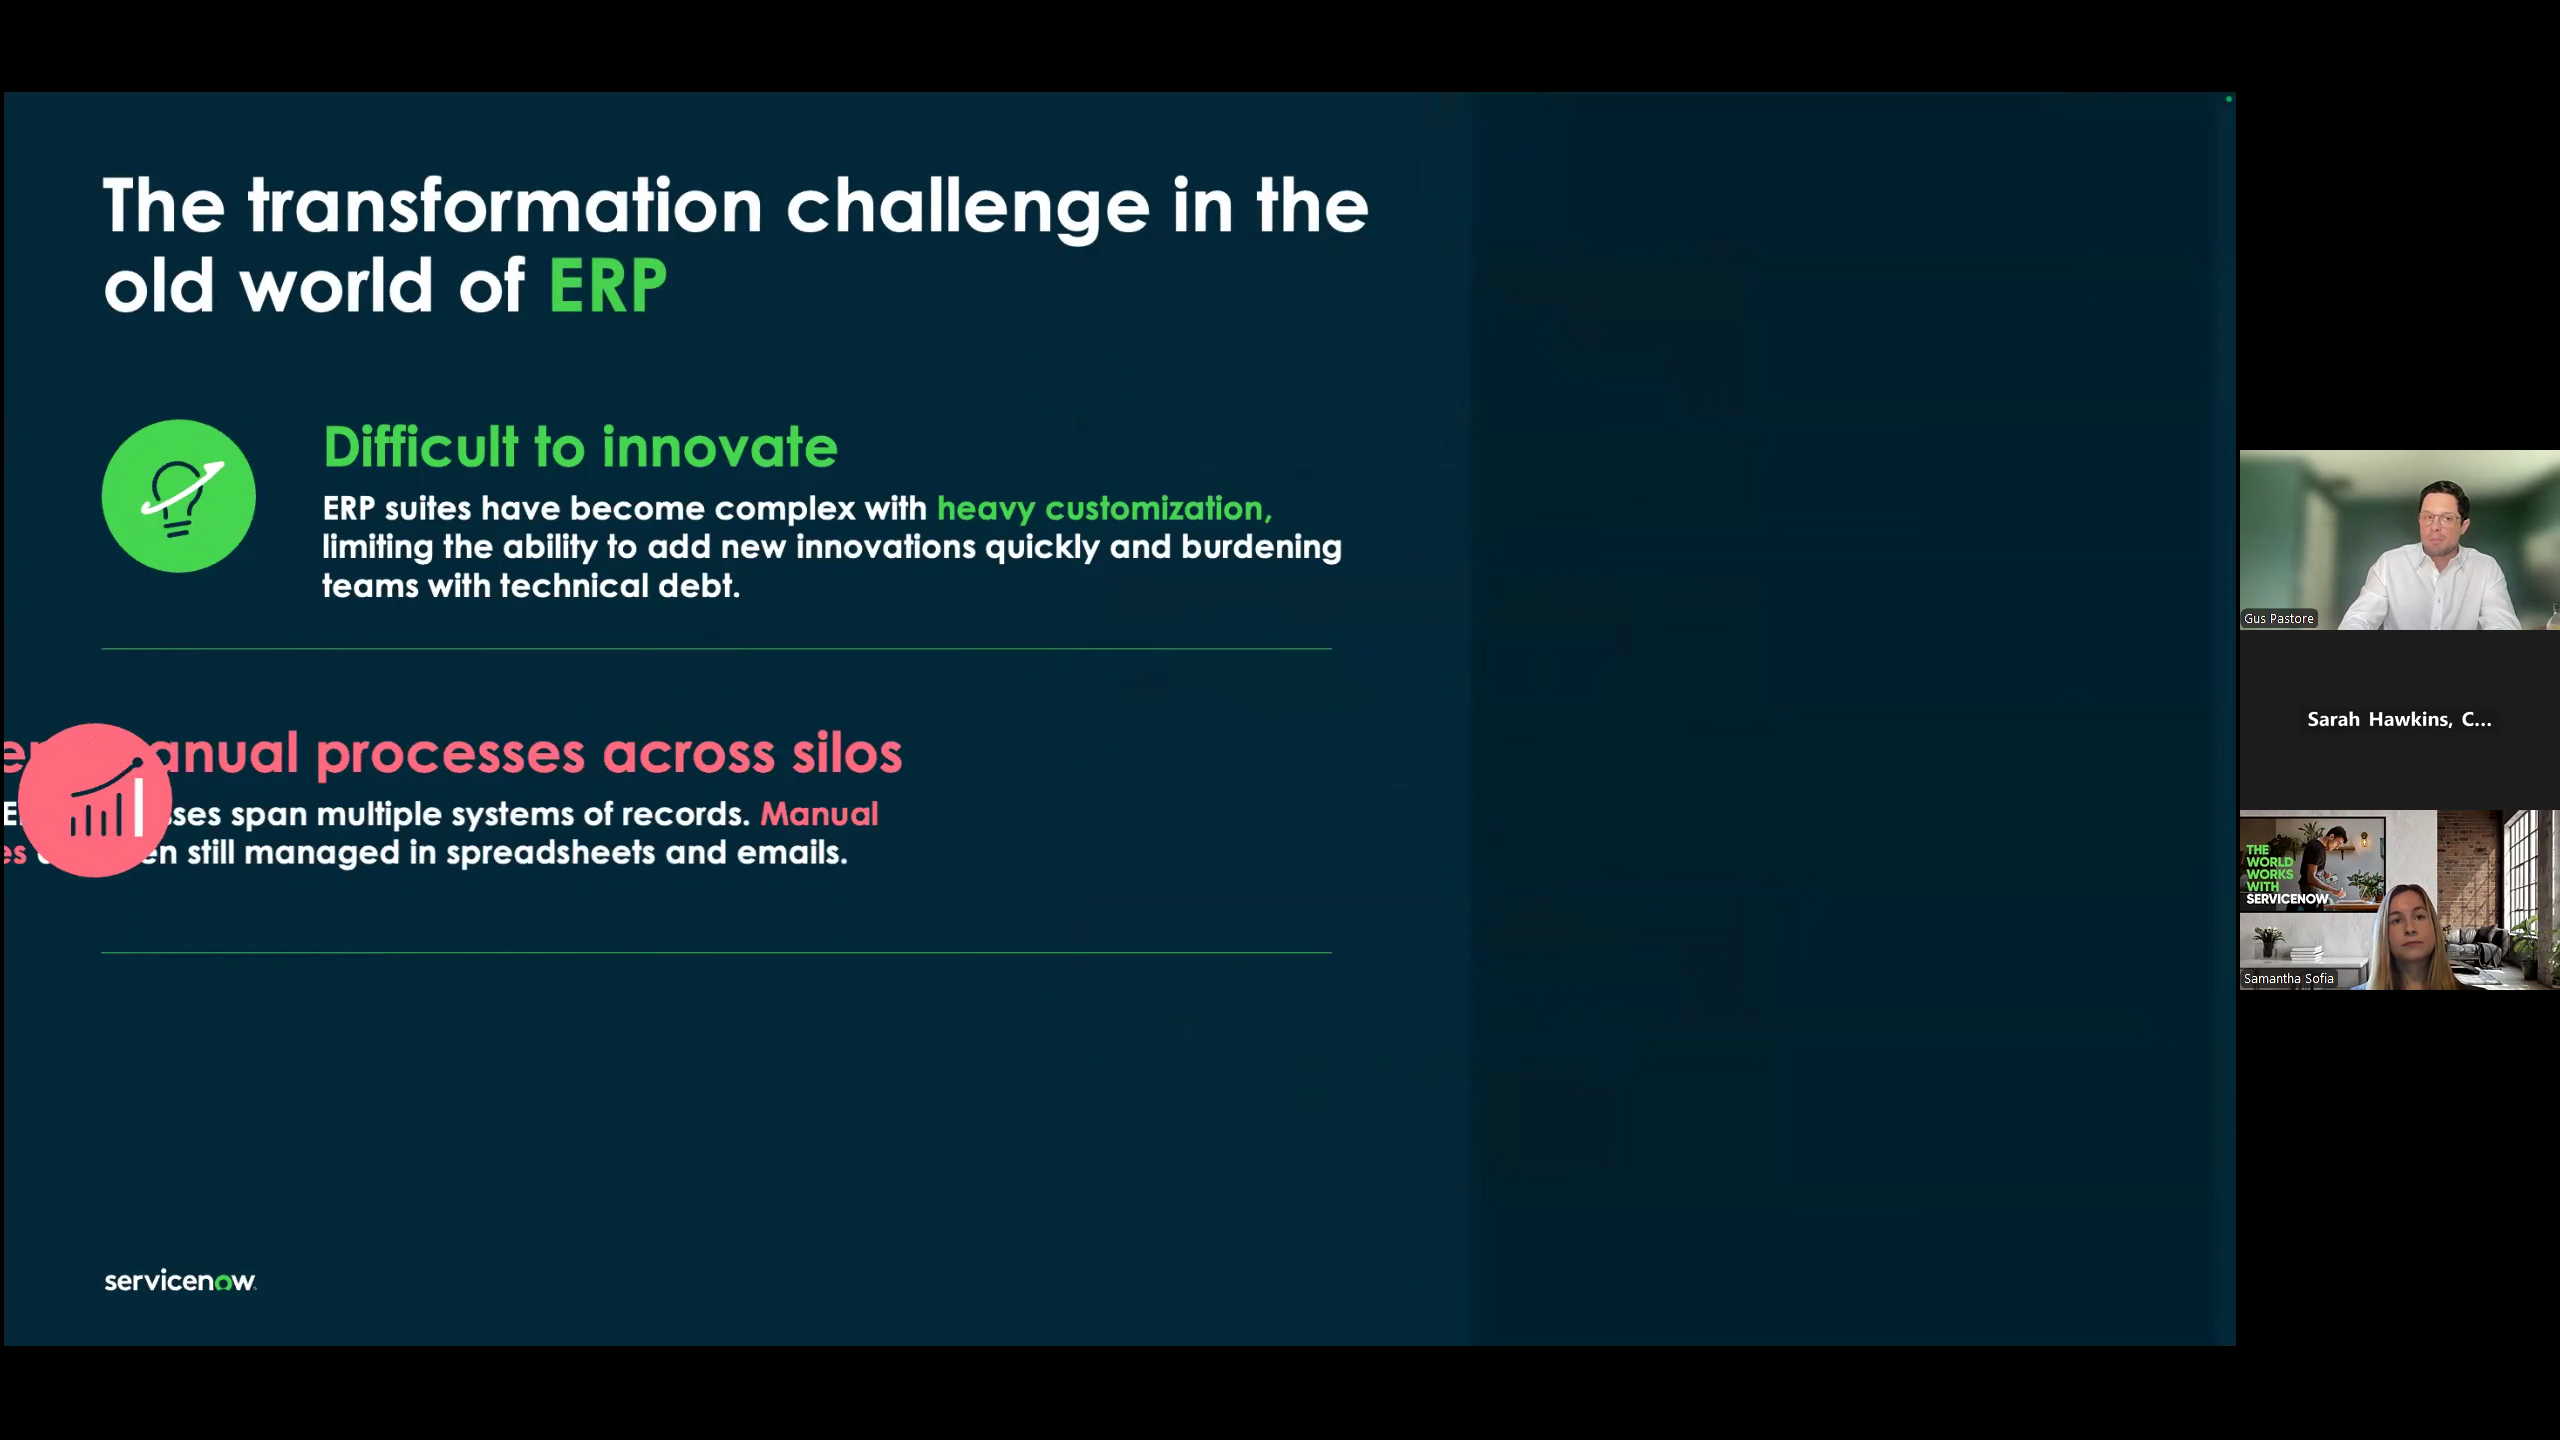 The transformation challenge in the
old world of ERP
Difficult to innovate
ERP suites have become complex with heavy customization,
limiting the ability to add new innovations quickly and burdening
teams with technical debt.
anual processes across silos
ses span multiple systems of records. Manual
es en still managed in spreadsheets and emails.
servicenow
Gus Pastore
Sarah Hawkins, C...
THE
WORLD
WORKS
WITH
SERVICENOW
Samantha Sofia